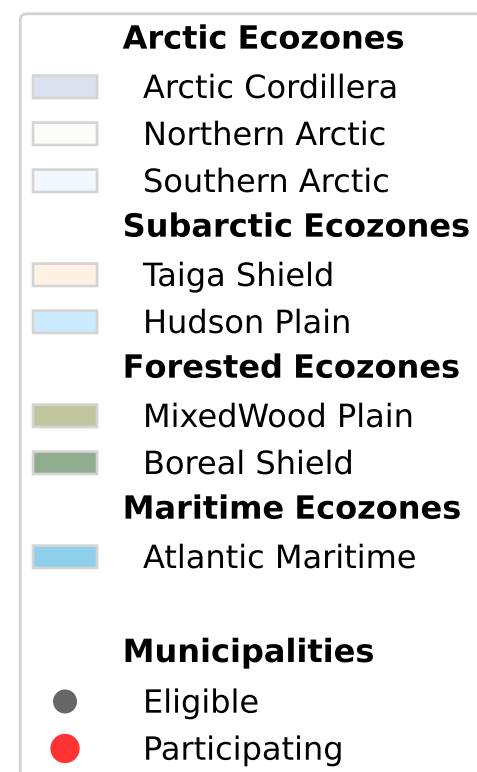 Arctic Ecozones
Arctic Cordillera
Northern Arctic
Southern Arctic
Subarctic Ecozones
Taiga Shield
Hudson Plain
Forested Ecozones
MixedWood Plain
Boreal Shield
Maritime Ecozones
Atlantic Maritime
Municipalities
Eligible
Participating